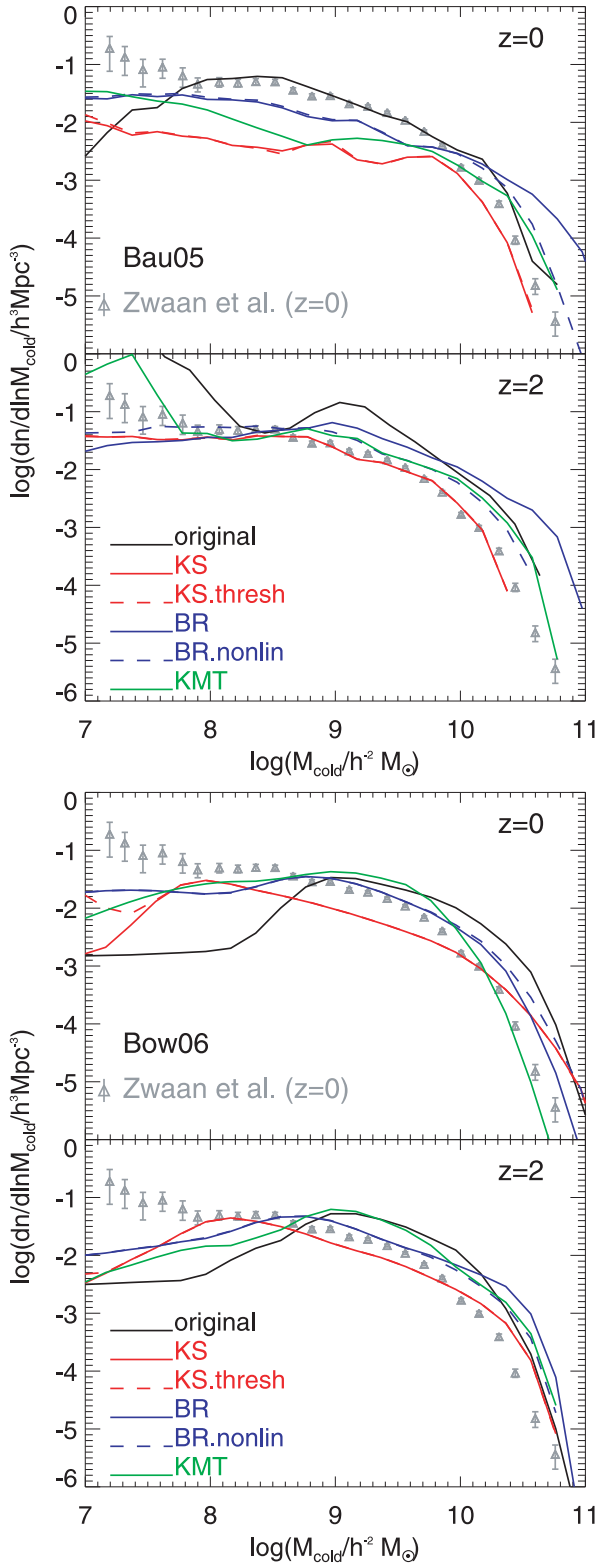 0
z=0
-1
-2
-3
-4
Bau05
-5
Zwaan et al. (z=0)
0
z=2
-1
-2
-3
original
KS
-4
KS.thresh
BR
-5
BR.nonlin
KMT
-6
7 8 9 10 11
log(M_cold/h^-2 M_⊙)
log(dn/dlnM_cold/h^3Mpc^-3)
0
z=0
-1
-2
-3
-4
Bow06
-5
Zwaan et al. (z=0)
0
z=2
-1
-2
-3
original
KS
-4
KS.thresh
BR
-5
BR.nonlin
KMT
-6
7 8 9 10 11
log(M_cold/h^-2 M_⊙)
log(dn/dlnM_cold/h^3Mpc^-3)